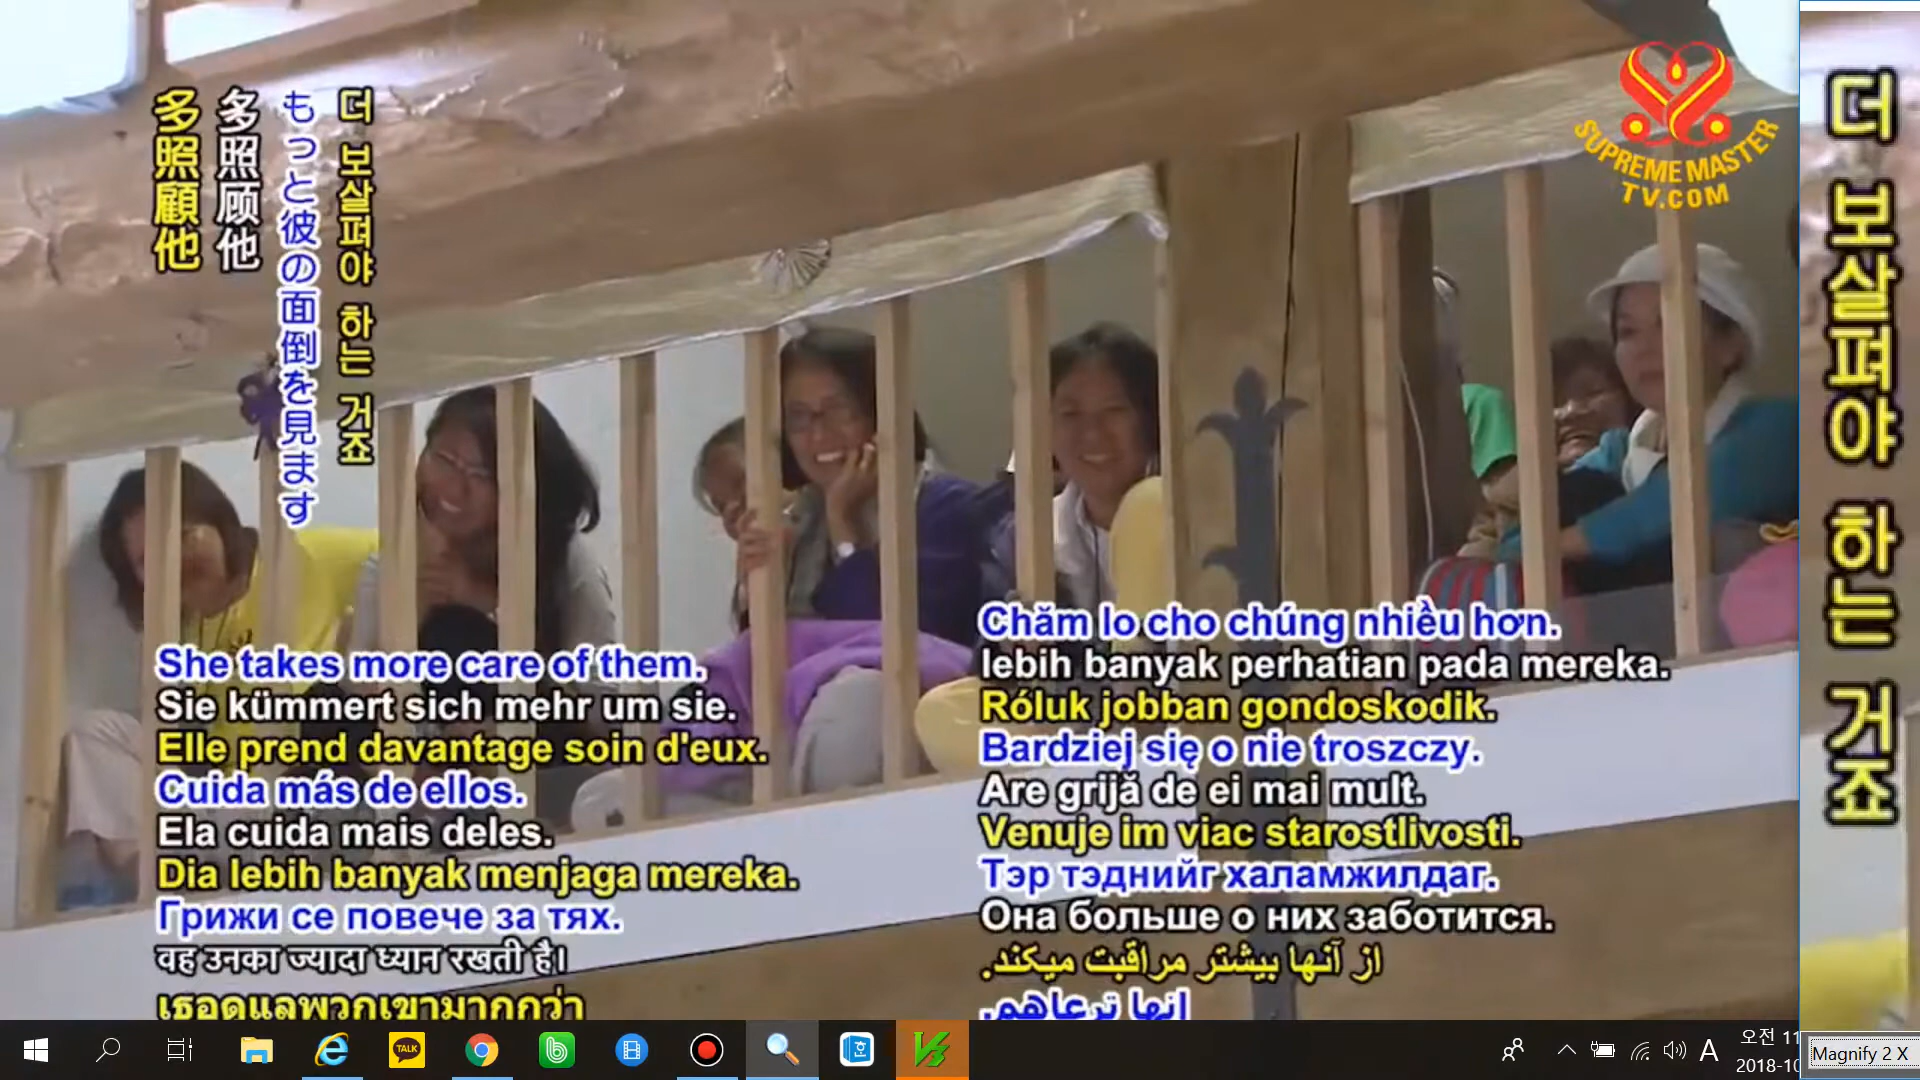 多照顧他
多照顾他
もっと彼の面倒を見ます
더 보살펴야 하는 거죠
SUPREME MASTER
TV.COM
She takes more care of them.
Sie kümmert sich mehr um sie.
Elle prend davantage soin d'eux.
Cuida más de ellos.
Ela cuida mais deles.
Dia lebih banyak menjaga mereka.
Грижи се повече за тях.
वह उनका ज्यादा ध्यान रखती है।
เธอดูแลพวกเขามากกว่า
Chăm lo cho chúng nhiều hơn.
lebih banyak perhatian pada mereka.
Róluk jobban gondoskodik.
Bardziej się o nie troszczy.
Are grijă de ei mai mult.
Venuje im viac starostlivosti.
Тэр тэднийг халамжилдаг.
Она больше о них заботится.
از آنها بیشتر مراقبت میکند.
إنها ترعاهم.
더 보살펴야 하는 거죠
TALK
A
오전 11
2018-10
Magnify 2 X